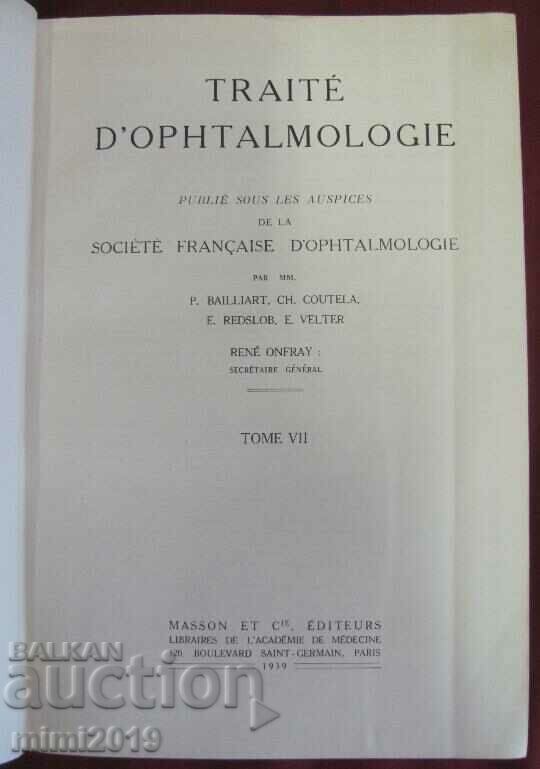 TRAITÉ
D'OPHTALMOLOGIE
PUBLIÉ SOUS LES AUSPICES
DE LA
SOCIÉTÉ FRANÇAISE D'OPHTALMOLOGIE
PAR MM.
P. BAILLIART, CH. COUTELA,
E. REDSLOB, E. VELTER
RENÉ ONFRAY :
SECRÉTAIRE GÉNÉRAL
TOME VII
MASSON ET CIE, ÉDITEURS
LIBRAIRES DE L'ACADÉMIE DE MÉDECINE
120, BOULEVARD SAINT-GERMAIN, PARIS
1939
BALKAN
auction
mimi2019